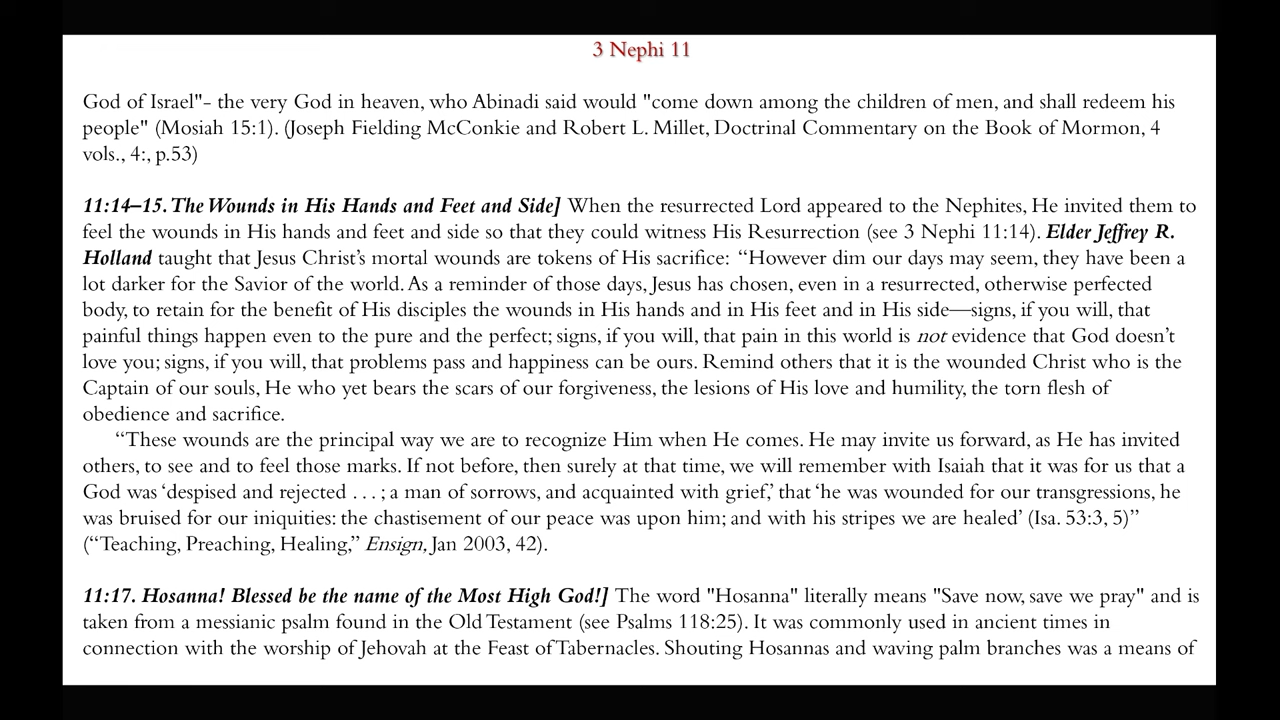 3 Nephi 11
God of Israel"- the very God in heaven, who Abinadi said would "come down among the children of men, and shall redeem his
people" (Mosiah 15:1). (Joseph Fielding McConkie and Robert L. Millet, Doctrinal Commentary on the Book of Mormon, 4
vols., 4:, p.53)
11:14–15. The Wounds in His Hands and Feet and Side] When the resurrected Lord appeared to the Nephites, He invited them to
feel the wounds in His hands and feet and side so that they could witness His Resurrection (see 3 Nephi 11:14). Elder Jeffrey R.
Holland taught that Jesus Christ’s mortal wounds are tokens of His sacrifice: “However dim our days may seem, they have been a
lot darker for the Savior of the world. As a reminder of those days, Jesus has chosen, even in a resurrected, otherwise perfected
body, to retain for the benefit of His disciples the wounds in His hands and in His feet and in His side—signs, if you will, that
painful things happen even to the pure and the perfect; signs, if you will, that pain in this world is not evidence that God doesn’t
love you; signs, if you will, that problems pass and happiness can be ours. Remind others that it is the wounded Christ who is the
Captain of our souls, He who yet bears the scars of our forgiveness, the lesions of His love and humility, the torn flesh of
obedience and sacrifice.
“These wounds are the principal way we are to recognize Him when He comes. He may invite us forward, as He has invited
others, to see and to feel those marks. If not before, then surely at that time, we will remember with Isaiah that it was for us that a
God was ‘despised and rejected . . . ; a man of sorrows, and acquainted with grief,’ that ‘he was wounded for our transgressions, he
was bruised for our iniquities: the chastisement of our peace was upon him; and with his stripes we are healed’ (Isa. 53:3, 5)”
(“Teaching, Preaching, Healing,” Ensign, Jan 2003, 42).
11:17. Hosanna! Blessed be the name of the Most High God!] The word "Hosanna" literally means "Save now, save we pray" and is
taken from a messianic psalm found in the Old Testament (see Psalms 118:25). It was commonly used in ancient times in
connection with the worship of Jehovah at the Feast of Tabernacles. Shouting Hosannas and waving palm branches was a means of